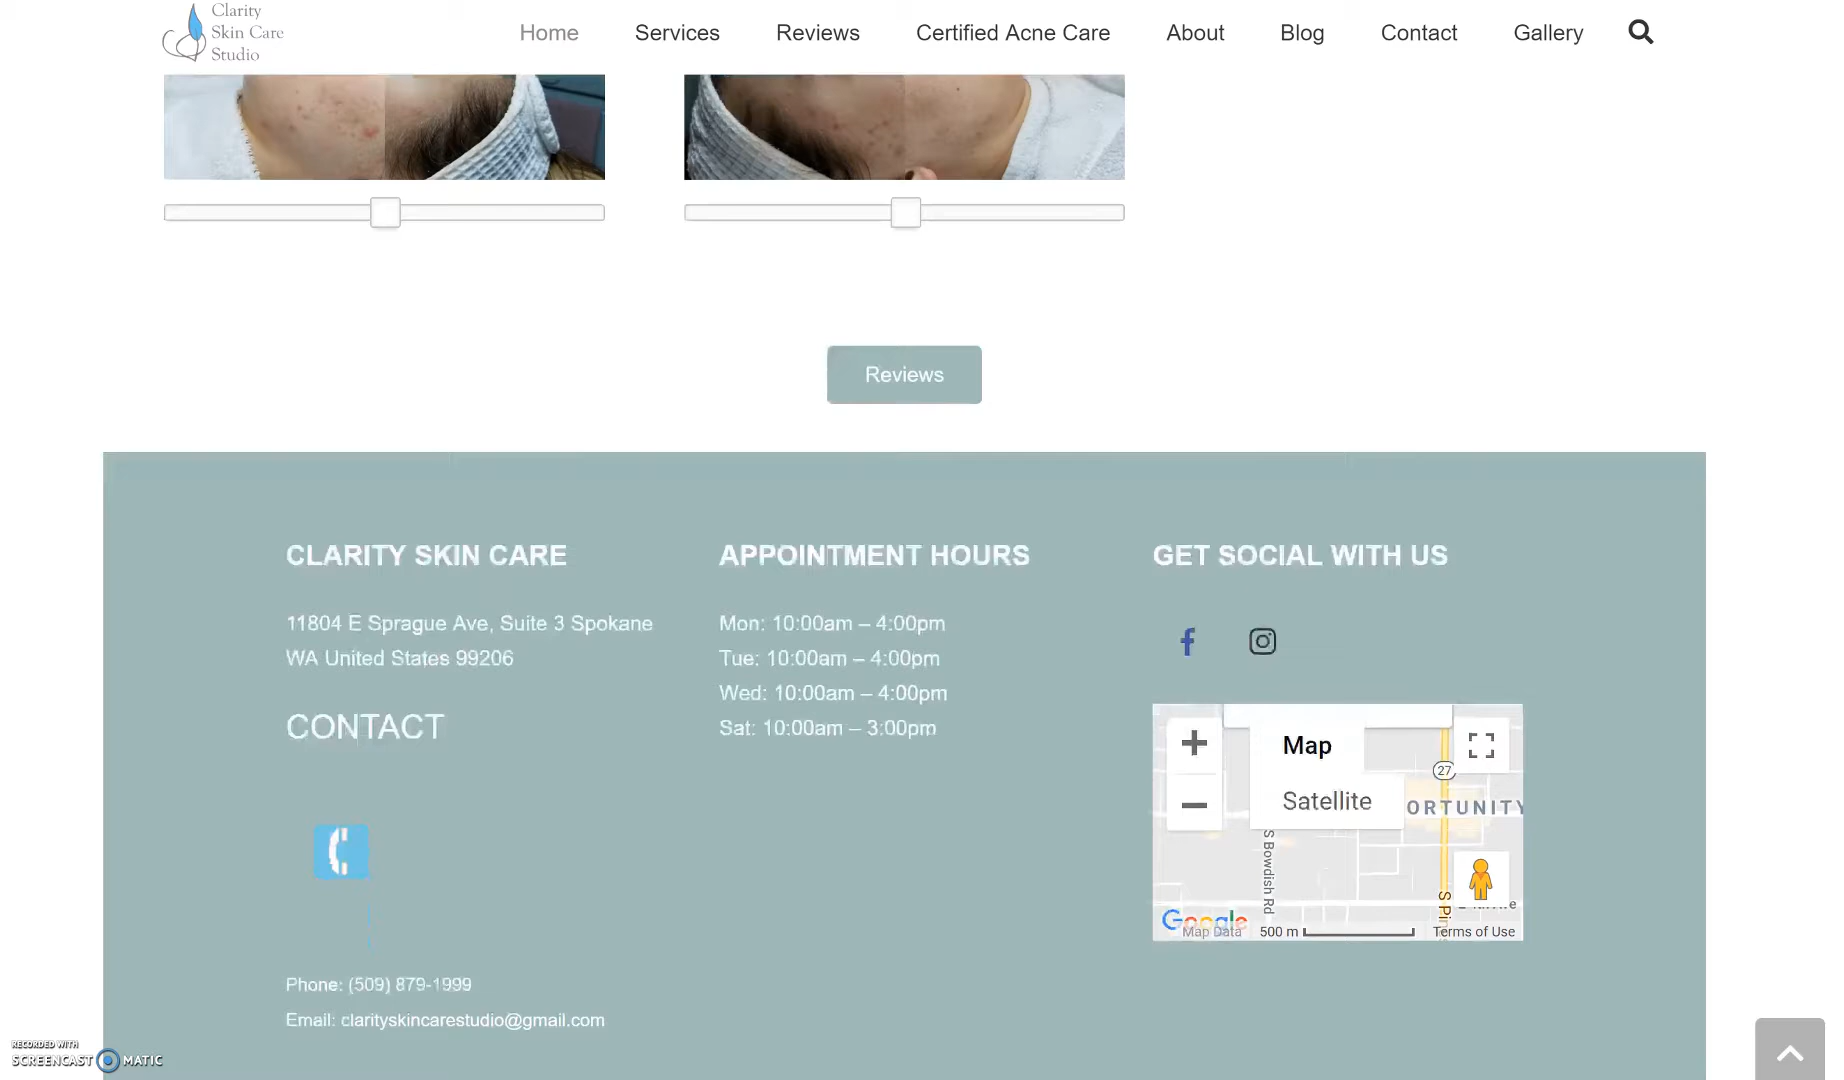 Clarity
Skin Care
Studio
Home Services Reviews Certified Acne Care About Blog Contact Gallery
Reviews
CLARITY SKIN CARE
11804 E Sprague Ave, Suite 3 Spokane
WA United States 99206
CONTACT
Phone: (509) 879-1999
Email: clarityskincarestudio@gmail.com
APPOINTMENT HOURS
Mon: 10:00am – 4:00pm
Tue: 10:00am – 4:00pm
Wed: 10:00am – 4:00pm
Sat: 10:00am – 3:00pm
GET SOCIAL WITH US
Map
Satellite
27
ORTUNITY
S Bowdish Rd
S Pin
Google
Map Data 500 m Terms of Use
RECORDED WITH
SCREENCAST MATIC